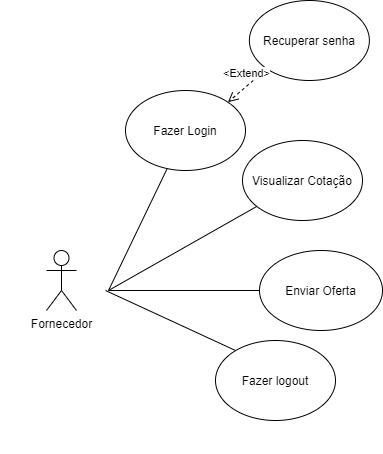 Recuperar senha
<Extend>
Fazer Login
Visualizar Cotação
Enviar Oferta
Fornecedor
Fazer logout